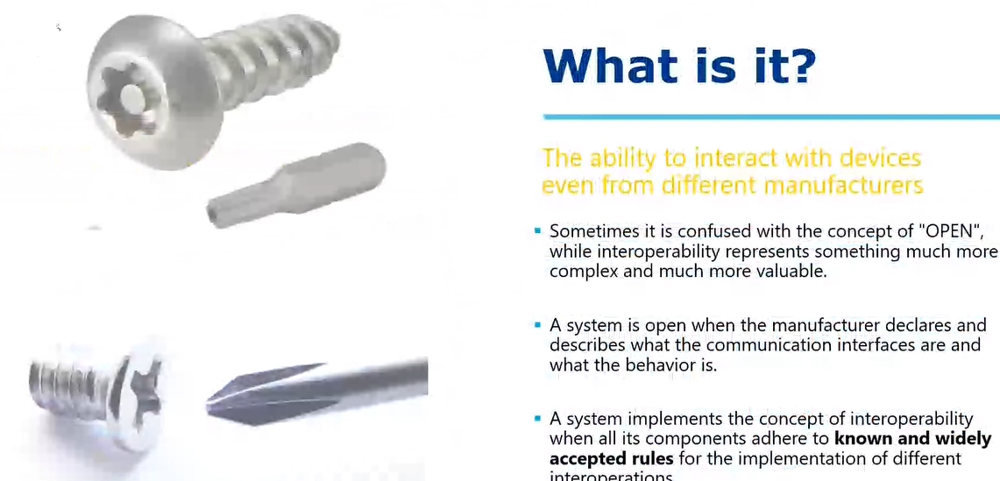 What is it?
The ability to interact with devices
even from different manufacturers
▪ Sometimes it is confused with the concept of "OPEN",
while interoperability represents something much more
complex and much more valuable.
▪ A system is open when the manufacturer declares and
describes what the communication interfaces are and
what the behavior is.
▪ A system implements the concept of interoperability
when all its components adhere to known and widely
accepted rules for the implementation of different
interoperations